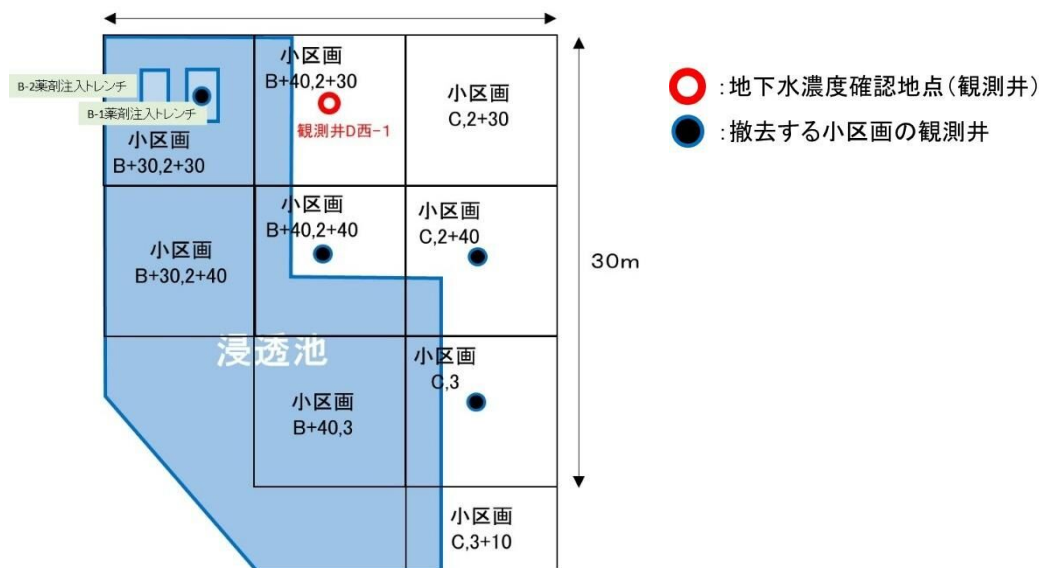 小区画
B+40,2+30
観測井D西-1
小区画
C,2+30
B-2薬剤注入トレンチ
B-1薬剤注入トレンチ
小区画
B+30,2+30
小区画
B+40,2+40
小区画
C,2+40
小区画
B+30,2+40
浸透池
小区画
C,3
小区画
B+40,3
小区画
C,3+10
30m
:地下水濃度確認地点(観測井)
:撤去する小区画の観測井